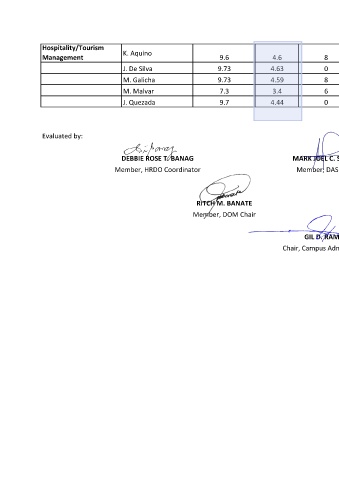 Hospitality/Tourism
Management K. Aquino 9.6 4.6 8
J. De Silva 9.73 4.63 0
M. Galicha 9.73 4.59 8
M. Malvar 7.3 3.4 6
J. Quezada 9.7 4.44 0
Evaluated by:
DEBBIE ROSE T. BANAG MARK JOEL C. S
Member, HRDO Coordinator Member, DAS
RITCH M. BANATE
Member, DOM Chair
GIL D. RAM
Chair, Campus Adm